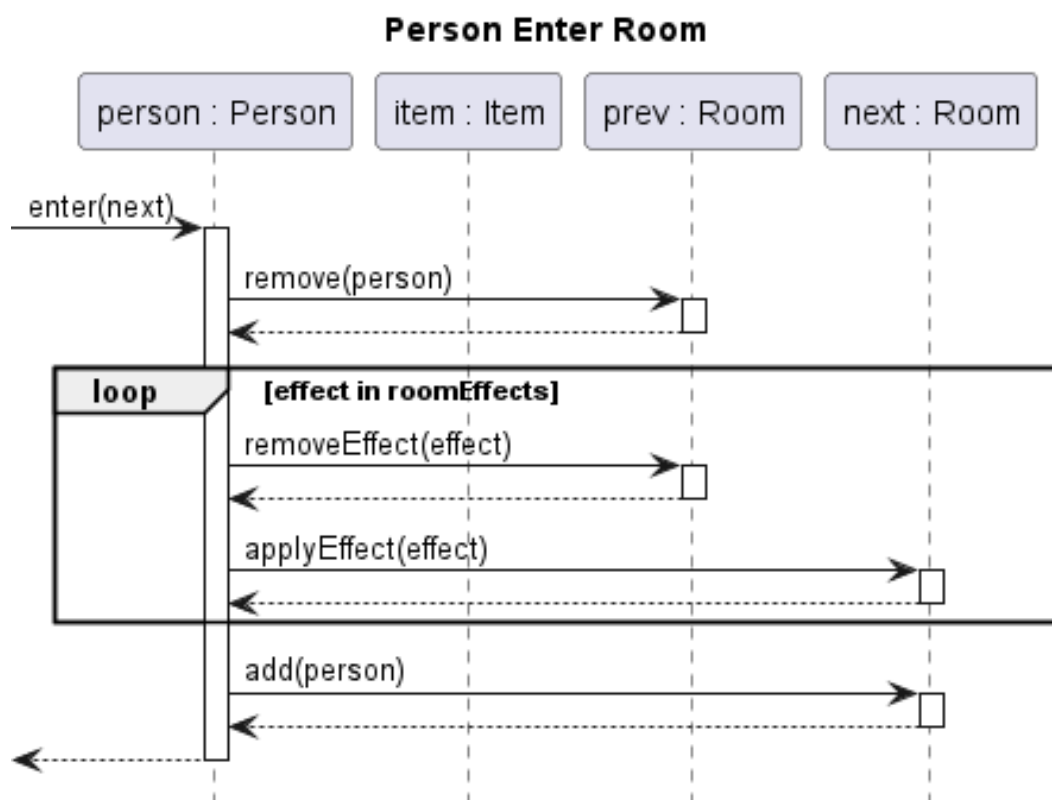 Person Enter Room
person : Person
item : Item
prev : Room
next : Room
enter(next)
remove(person)
loop
[effect in roomEffects]
removeEffect(effect)
applyEffect(effect)
add(person)